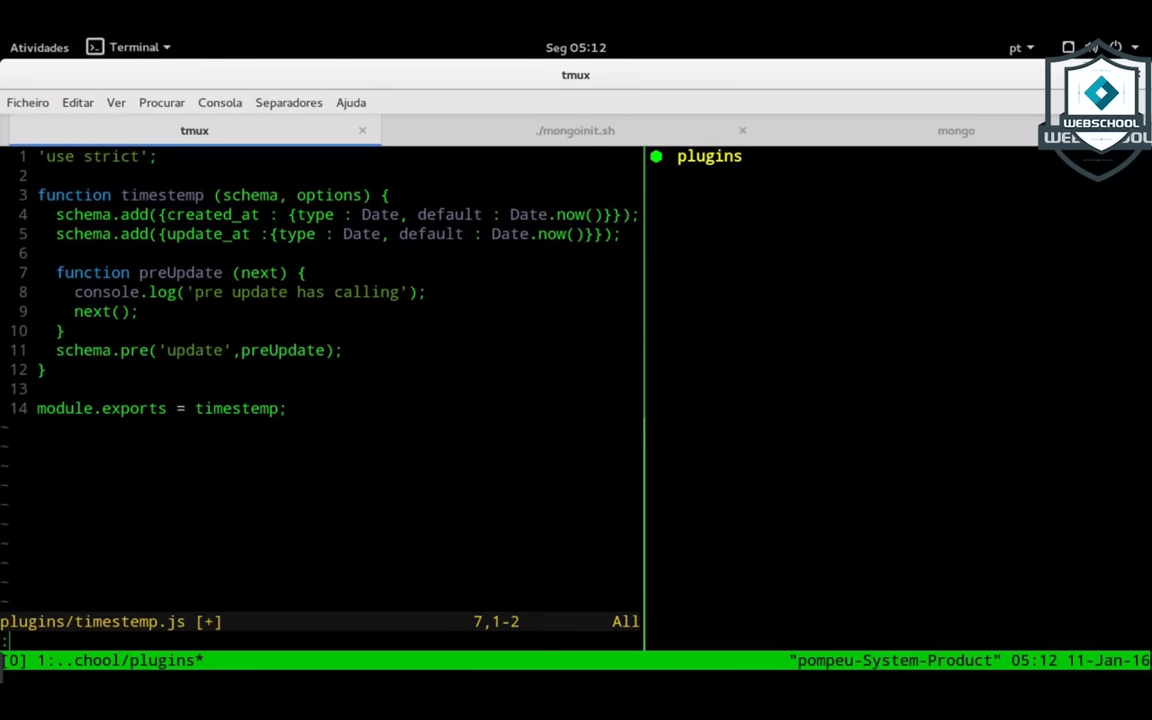 Atividades Terminal Seg 05:12 pt
tmux
Ficheiro Editar Ver Procurar Consola Separadores Ajuda
tmux × ./mongoinit.sh × mongo
WEBSCHOOL
1 'use strict';
2
3 function timestemp (schema, options) {
4 schema.add({created_at : {type : Date, default : Date.now()}});
5 schema.add({update_at :{type : Date, default : Date.now()}});
6
7 function preUpdate (next) {
8 console.log('pre update has calling');
9 next();
10 }
11 schema.pre('update',preUpdate);
12 }
13
14 module.exports = timestemp;
~
~
~
~
~
~
~
~
~
~
plugins/timestemp.js [+] 7,1-2 All
:
plugins
[0] 1:..chool/plugins* "pompeu-System-Product" 05:12 11-Jan-16